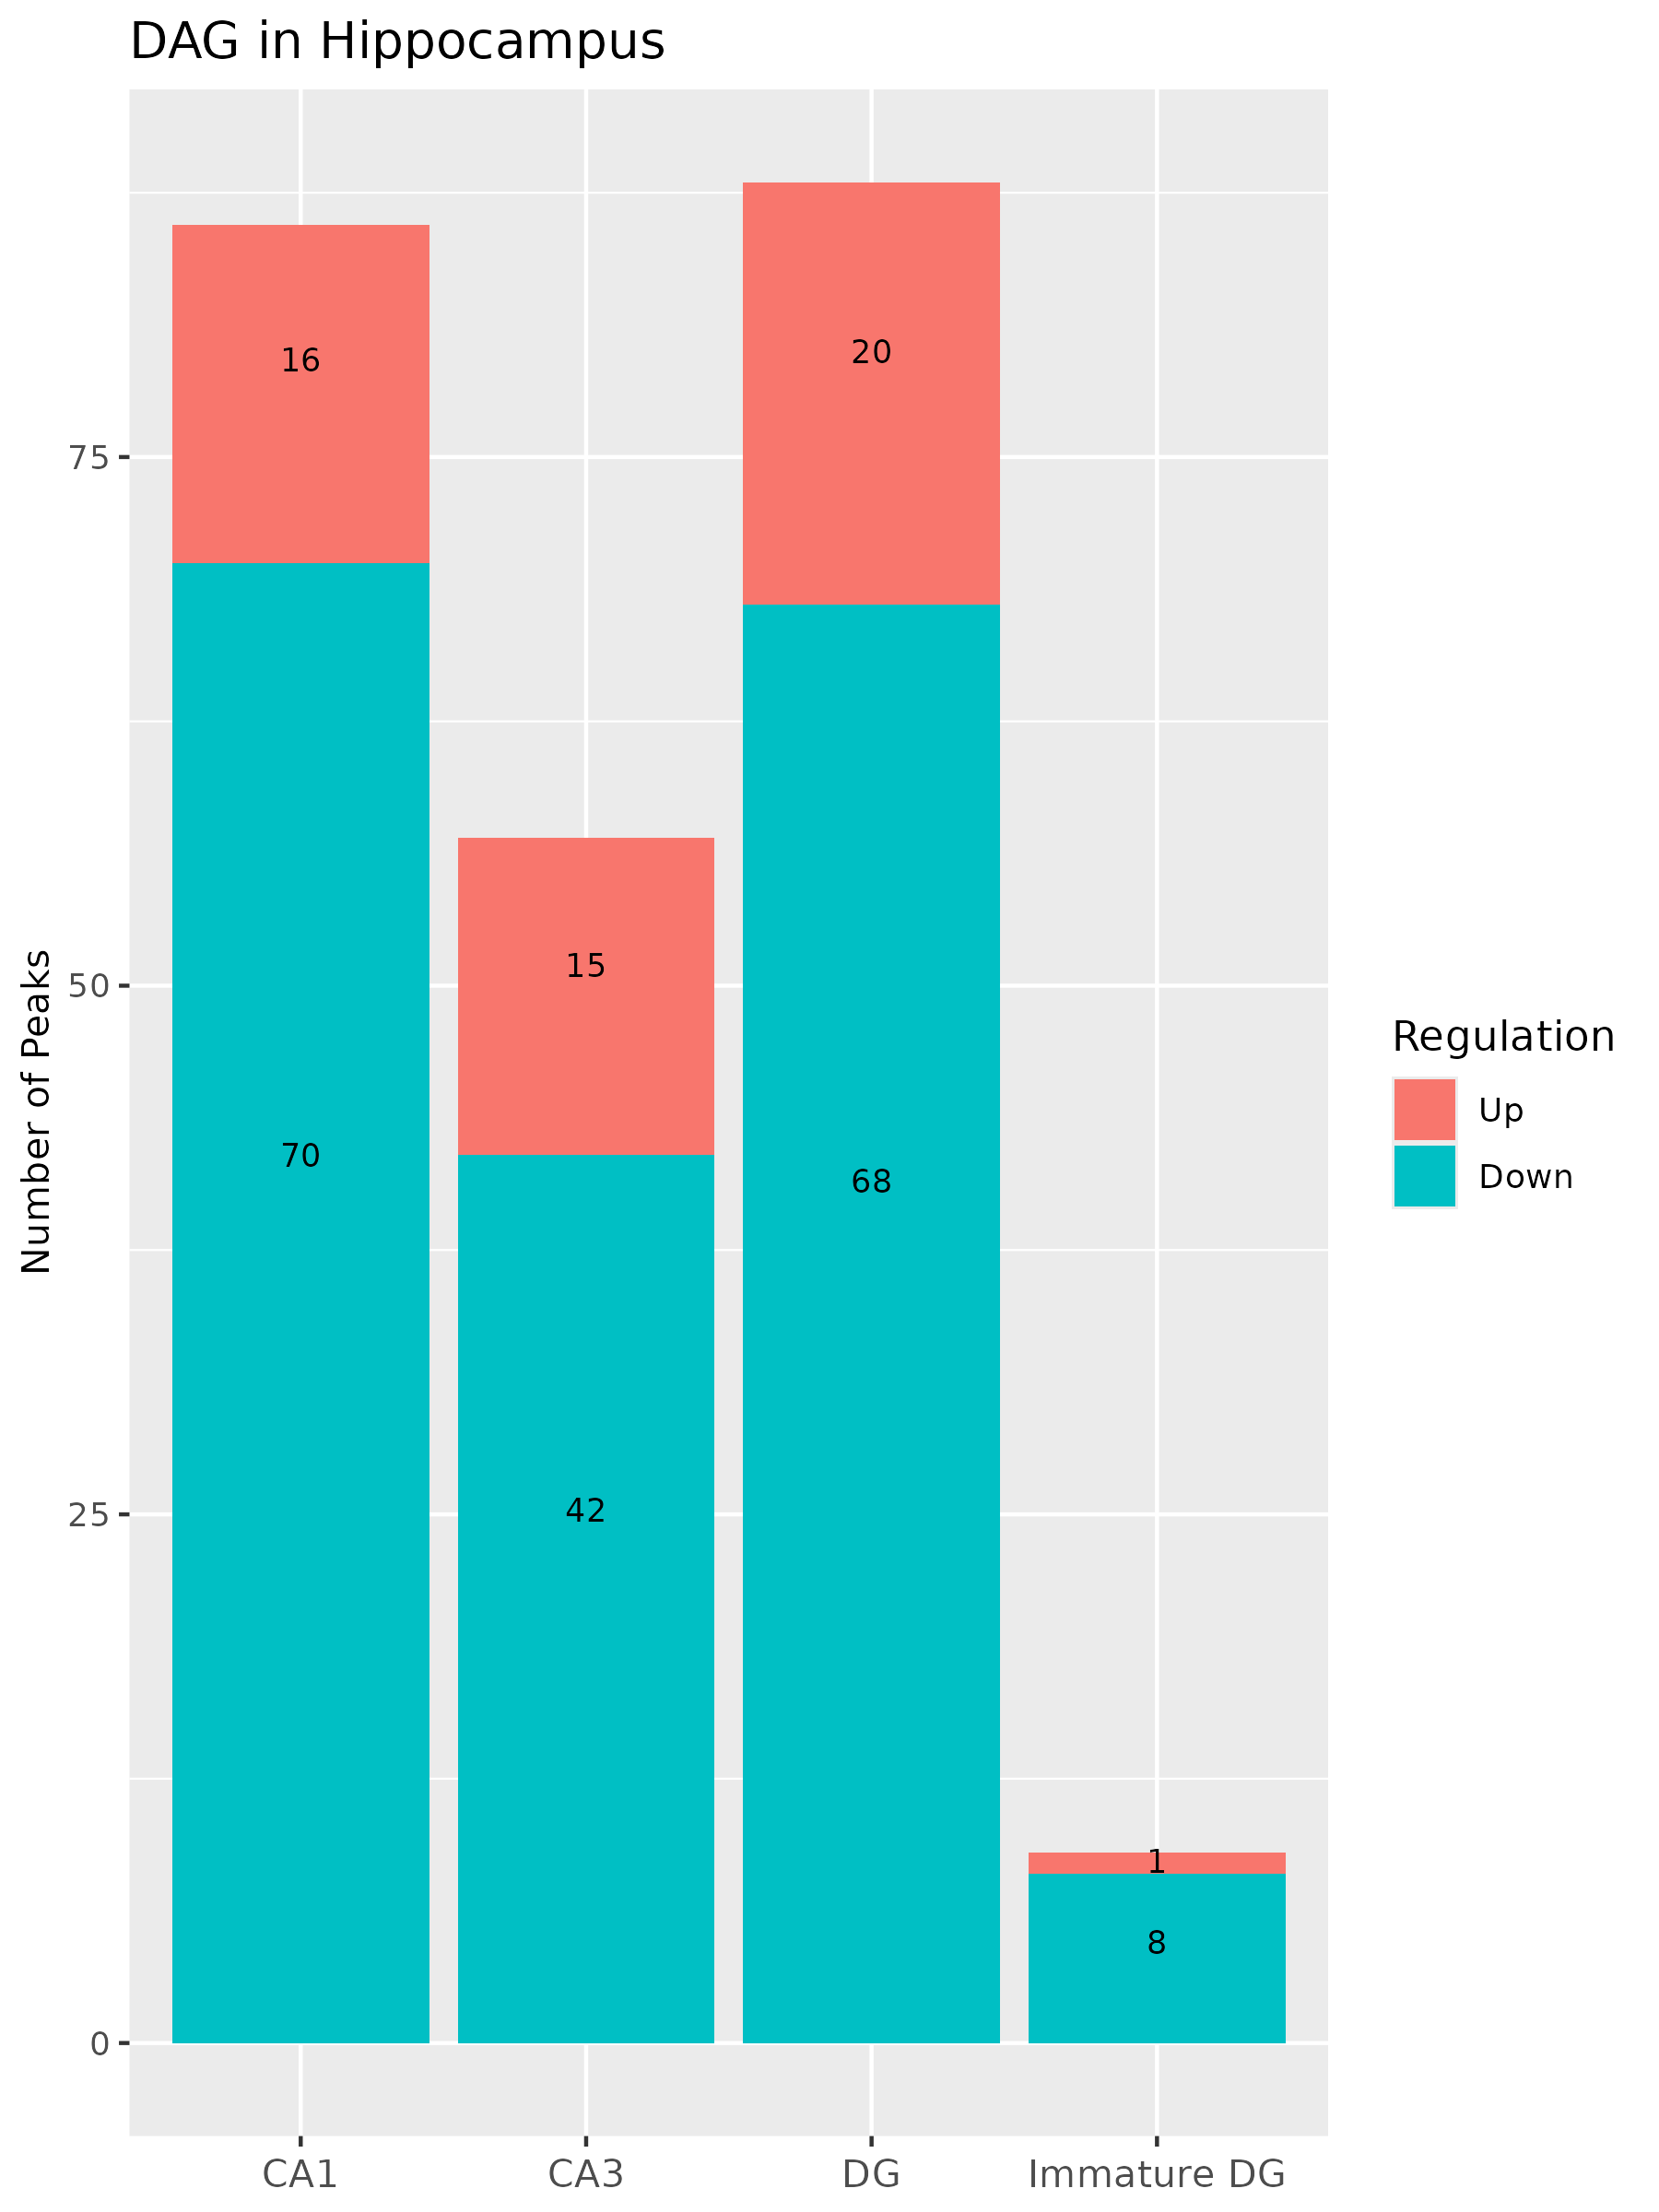 DAG in Hippocampus
Number of Peaks
75
50
25
0
16
70
15
42
20
68
1
8
CA1
CA3
DG
Immature DG
Regulation
Up
Down